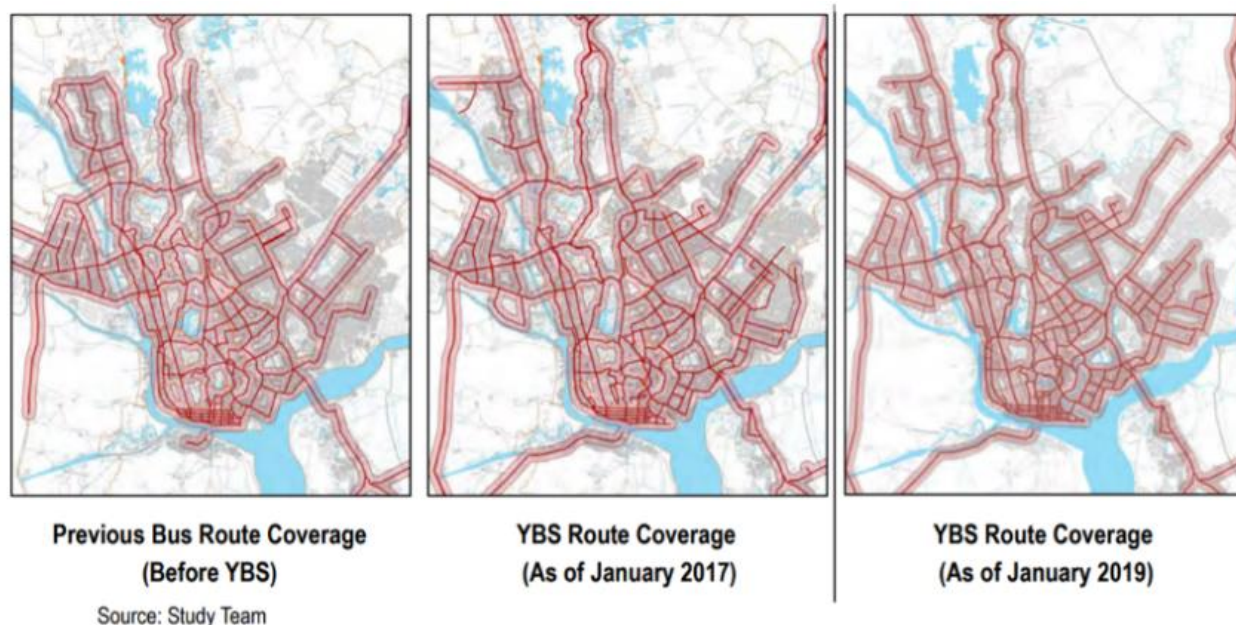 Previous Bus Route Coverage
(Before YBS)
YBS Route Coverage
(As of January 2017)
YBS Route Coverage
(As of January 2019)
Source: Study Team